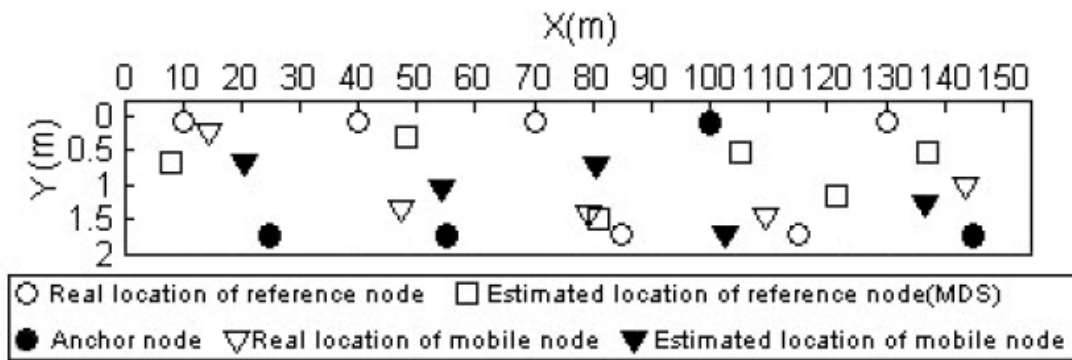 X(m)
0 10 20 30 40 50 60 70 80 90 100 110 120 130 140 150
Y(m)
0
0.5
1
1.5
2
Real location of reference node Estimated location of reference node(MDS)
Anchor node Real location of mobile node Estimated location of mobile node